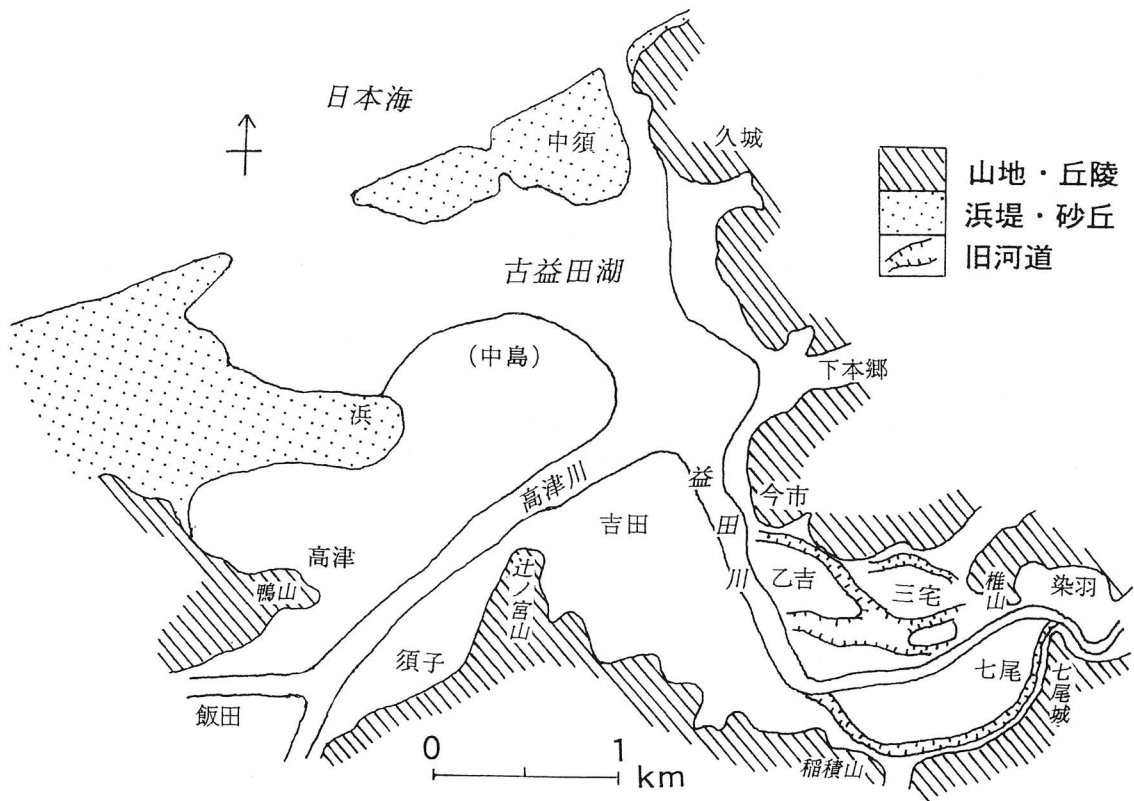 日本海
中須
久城
山地・丘陵
浜堤・砂丘
旧河道
古益田湖
(中島)
下本郷
浜
高津川
益田川
今市
吉田
高津
鴨山
辻ノ宮山
乙吉
三宅
椎山
染羽
須子
七尾
七尾城
飯田
稲積山
0 1
km